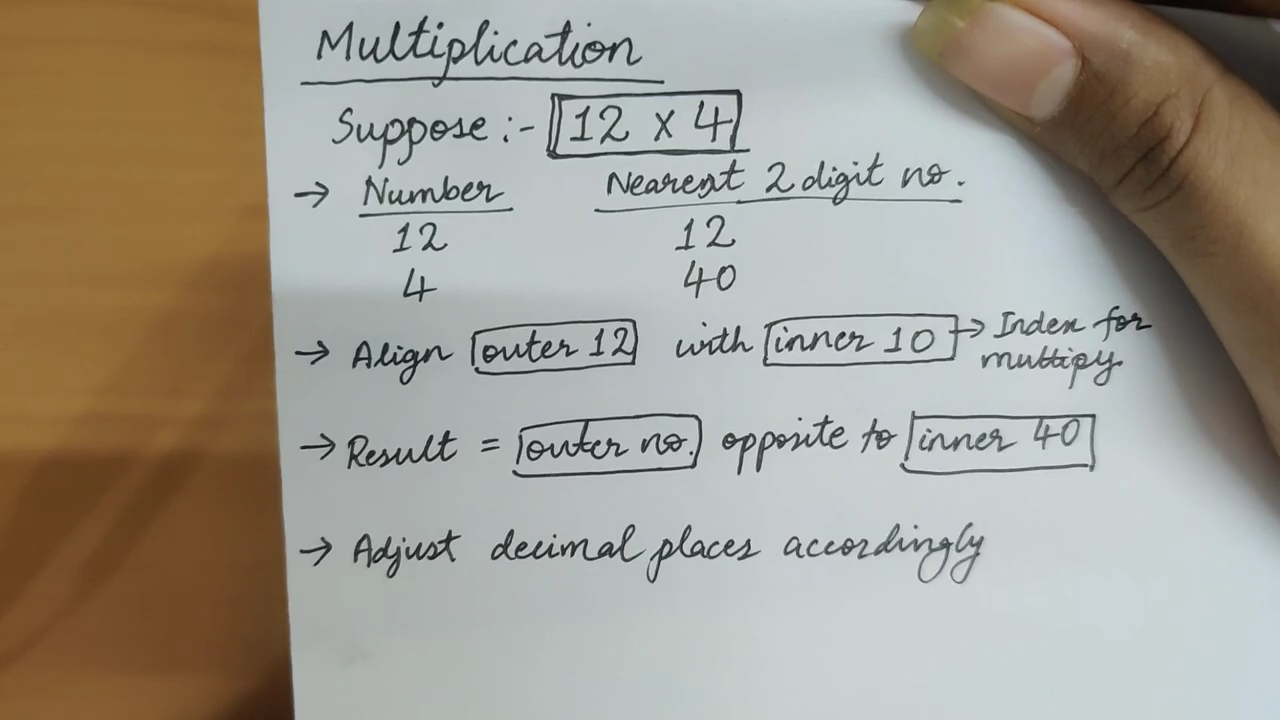 Multiplication
Suppose :- 12 x 4
→ Number Nearest 2 digit no.
12 12
4 40
→ Align outer 12 with inner 10 → Index for
multipy.
→ Result = outer no. opposite to inner 40
→ Adjust decimal places accordingly